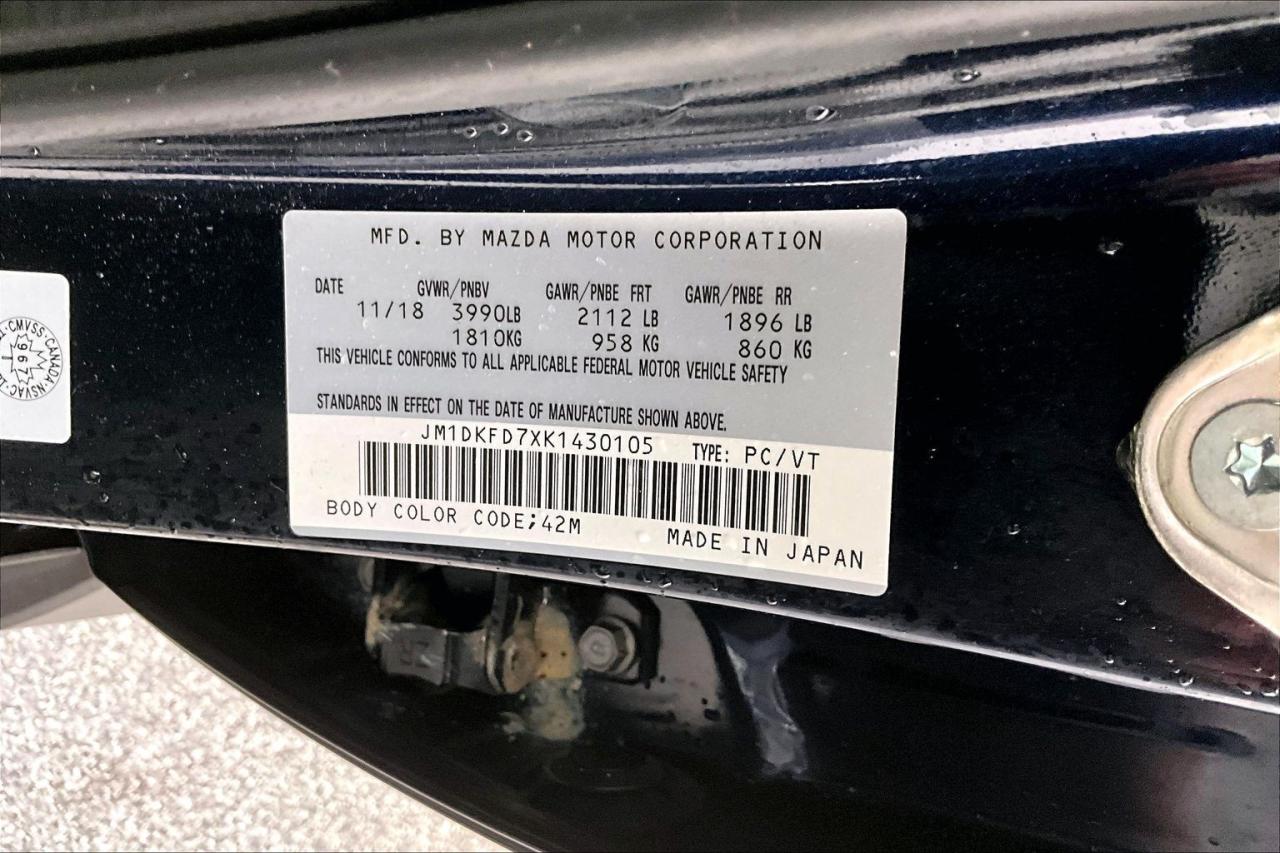 MFD. BY MAZDA MOTOR CORPORATION
DATE GVWR/PNBV GAWR/PNBE FRT GAWR/PNBE RR
11/18 3990LB 2112 LB 1896 LB
1810KG 958 KG 860 KG
THIS VEHICLE CONFORMS TO ALL APPLICABLE FEDERAL MOTOR VEHICLE SAFETY
STANDARDS IN EFFECT ON THE DATE OF MANUFACTURE SHOWN ABOVE.
JM1DKFD7XK1430105 TYPE: PC/VT
BODY COLOR CODE;42M
MADE IN JAPAN
CMVSS·CANADA·NSVAC